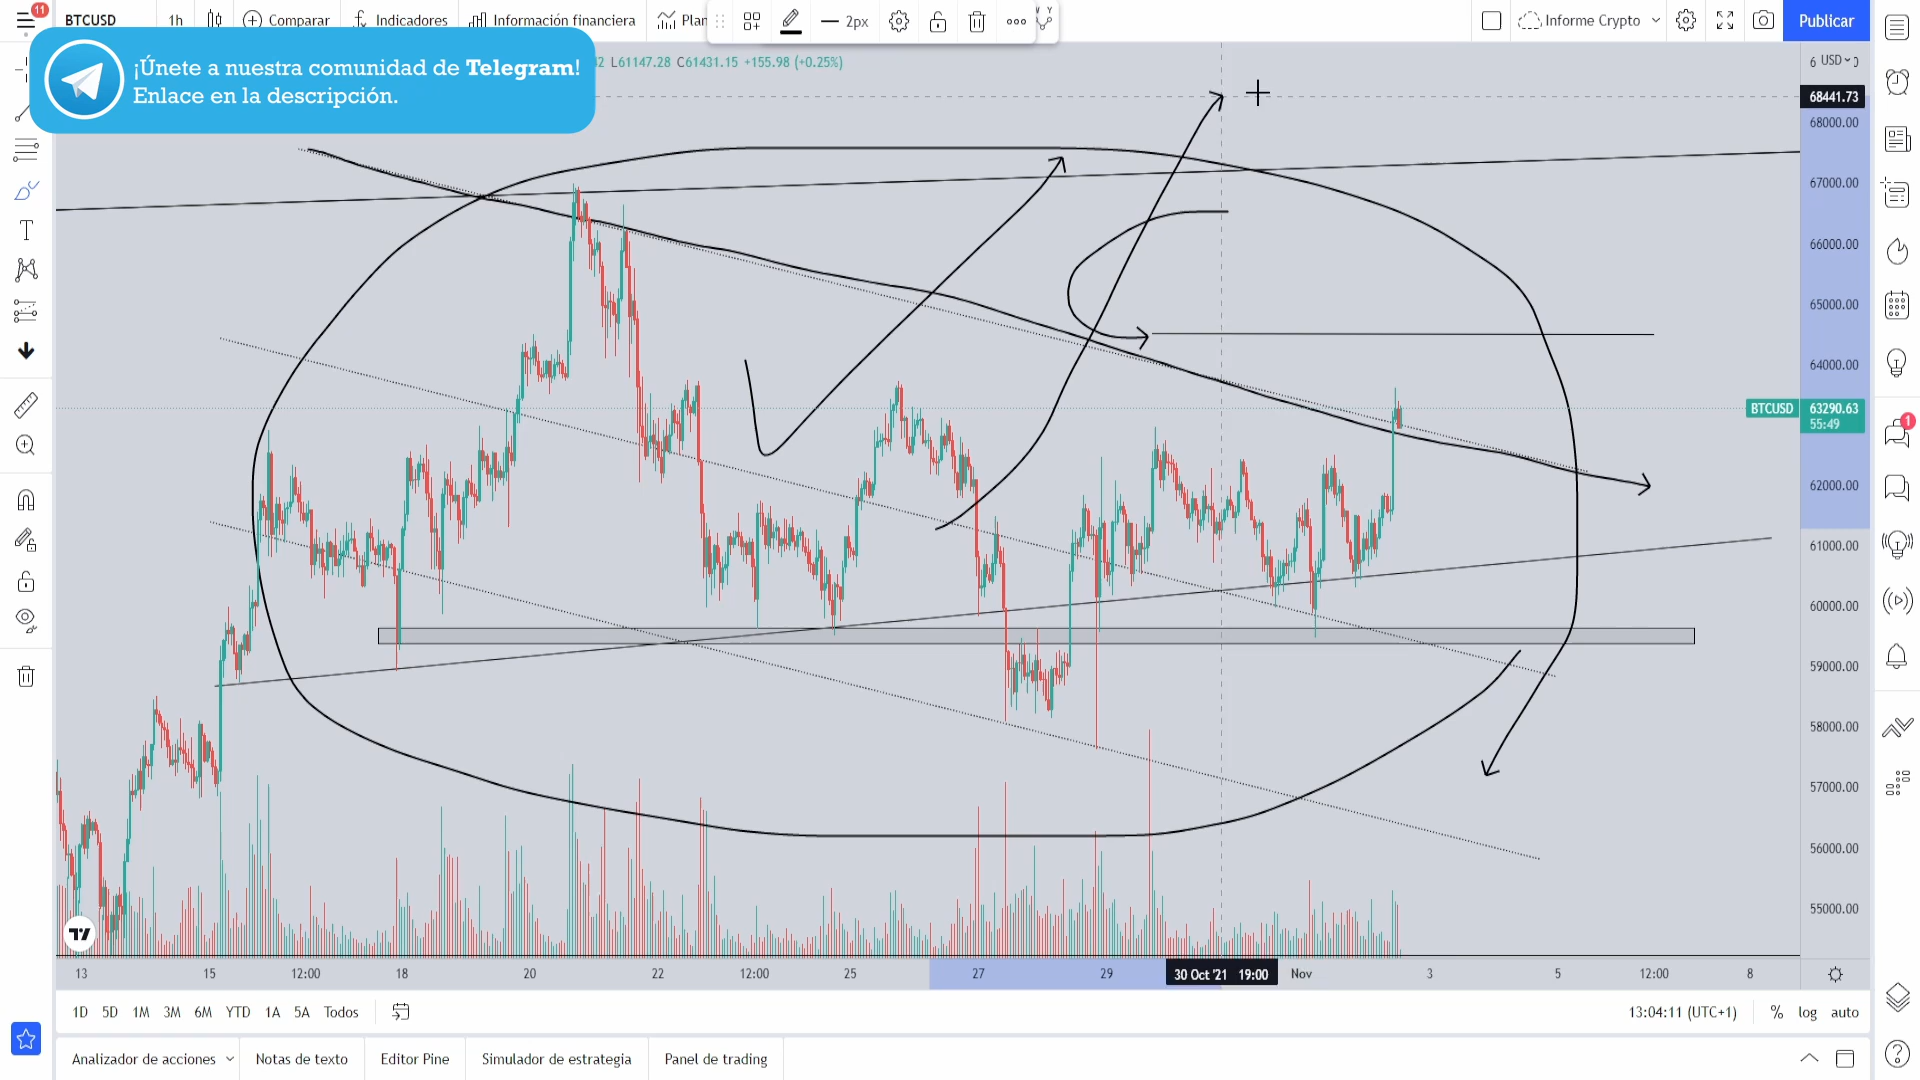 11
BTCUSD
1h
Comparar
Indicadores
Información financiera
Plan
2px
Informe Crypto
Publicar
¡Únete a nuestra comunidad de Telegram!
Enlace en la descripción.
L61147.28 C61431.15 +155.98 (+0.25%)
USD
68441.73
68000.00
67000.00
66000.00
65000.00
64000.00
BTCUSD
63290.63
55:49
62000.00
61000.00
60000.00
59000.00
58000.00
57000.00
56000.00
55000.00
1
13
15
12:00
18
20
22
12:00
25
27
29
30 Oct '21 19:00
Nov
3
5
12:00
8
1D
5D
1M
3M
6M
YTD
1A
5A
Todos
13:04:11 (UTC+1)
%
log
auto
Analizador de acciones
Notas de texto
Editor Pine
Simulador de estrategia
Panel de trading